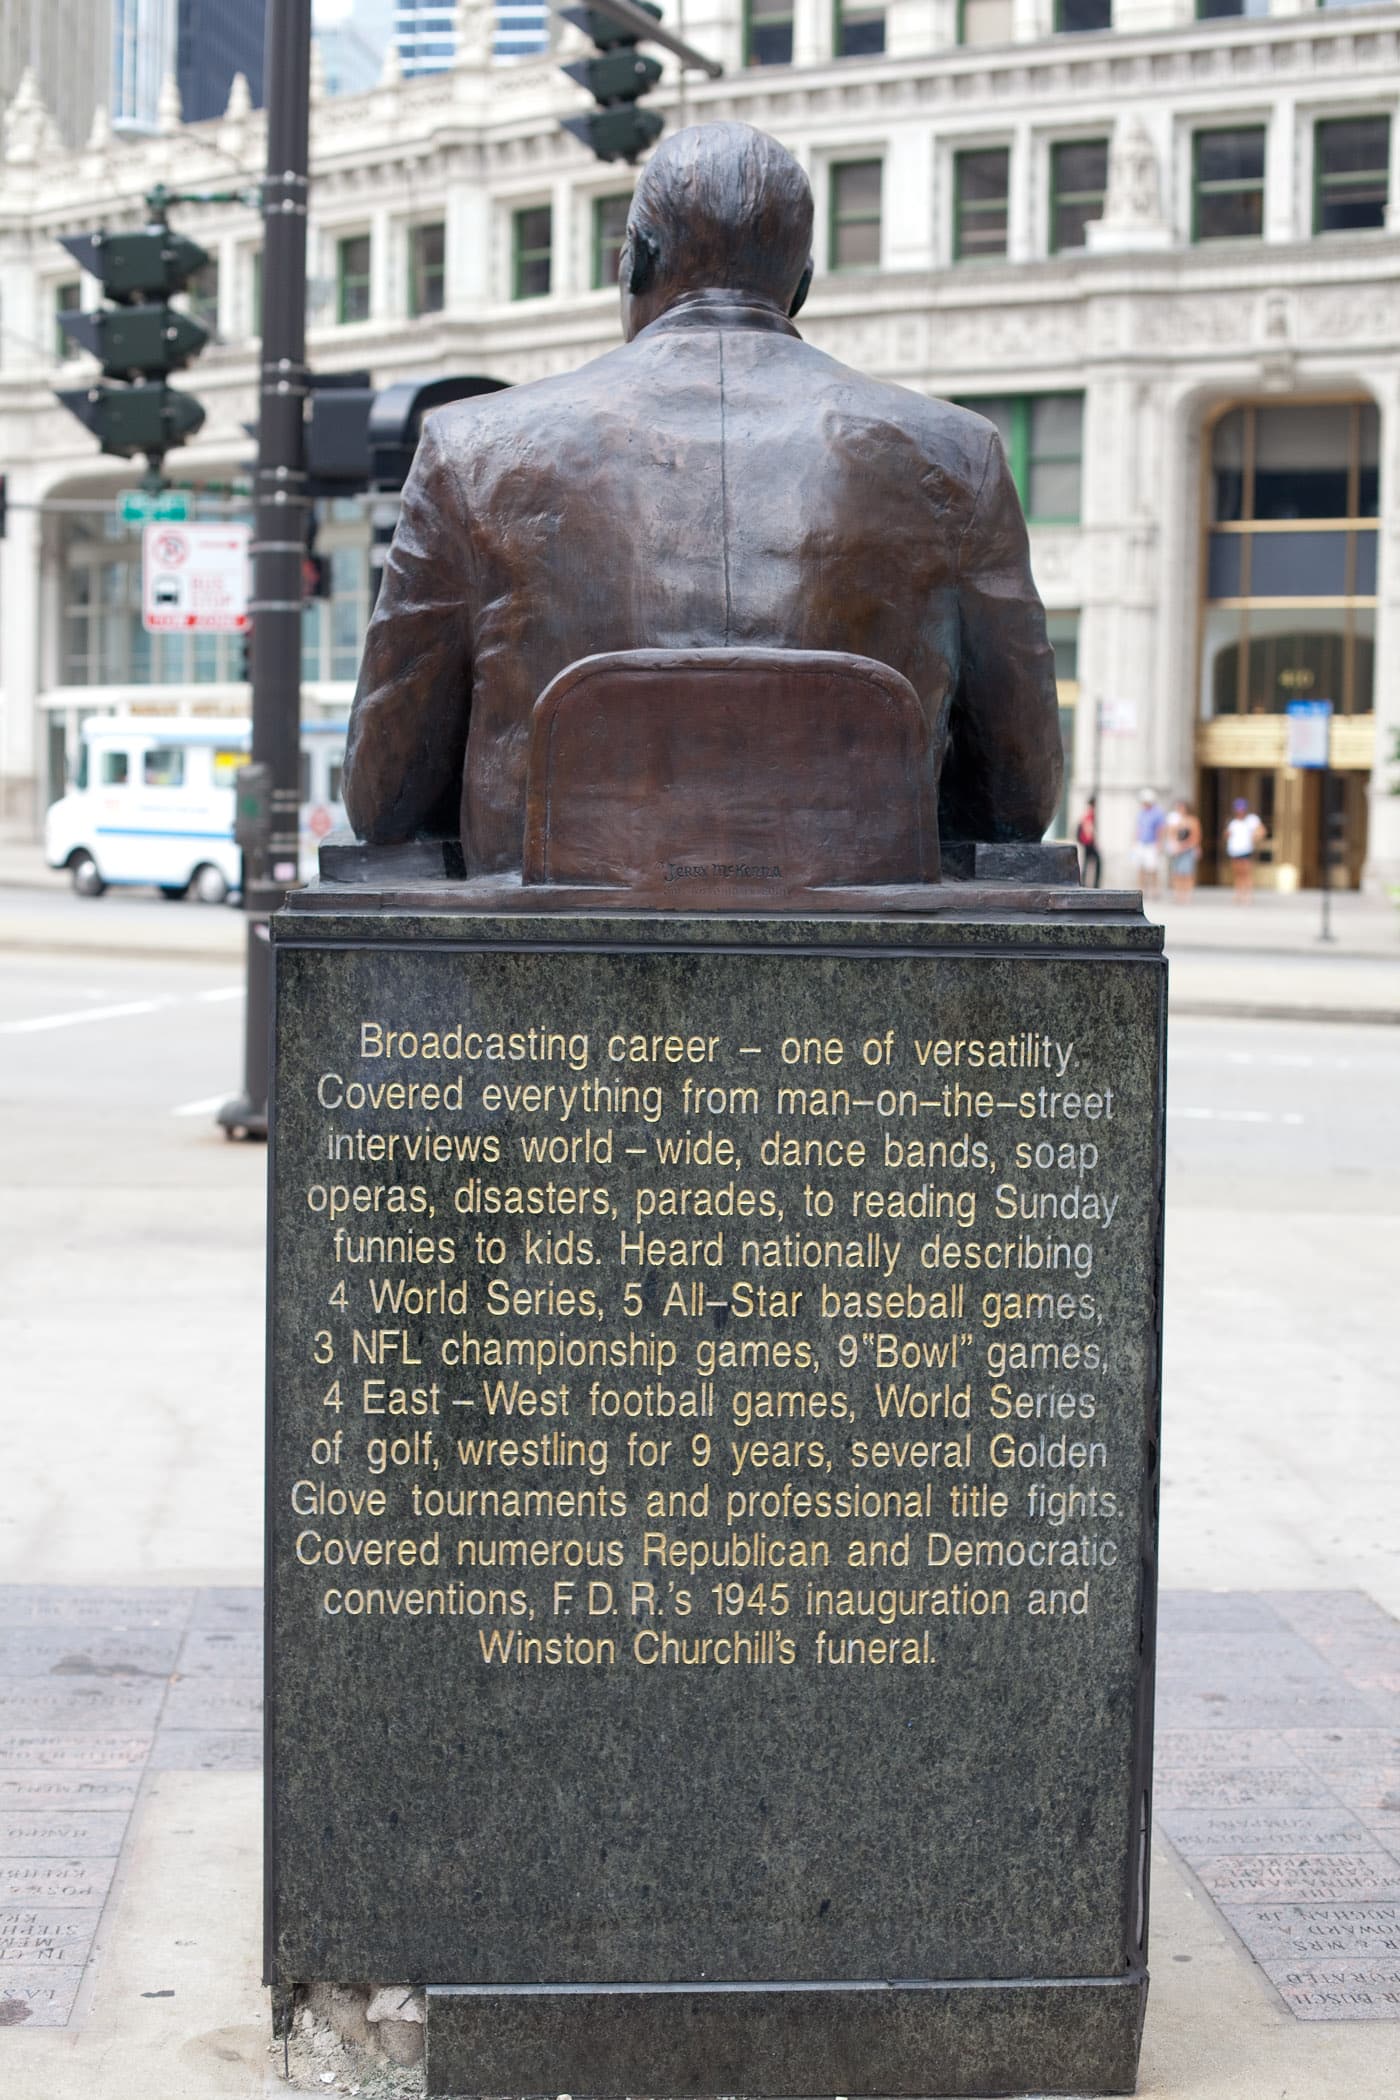 BUS
STOP
410
Jerry McKenna
Broadcasting career – one of versatility.
Covered everything from man–on–the–street
interviews world – wide, dance bands, soap
operas, disasters, parades, to reading Sunday
funnies to kids. Heard nationally describing
4 World Series, 5 All–Star baseball games,
3 NFL championship games, 9 "Bowl" games,
4 East – West football games, World Series
of golf, wrestling for 9 years, several Golden
Glove tournaments and professional title fights.
Covered numerous Republican and Democratic
conventions, F. D. R.'s 1945 inauguration and
Winston Churchill's funeral.